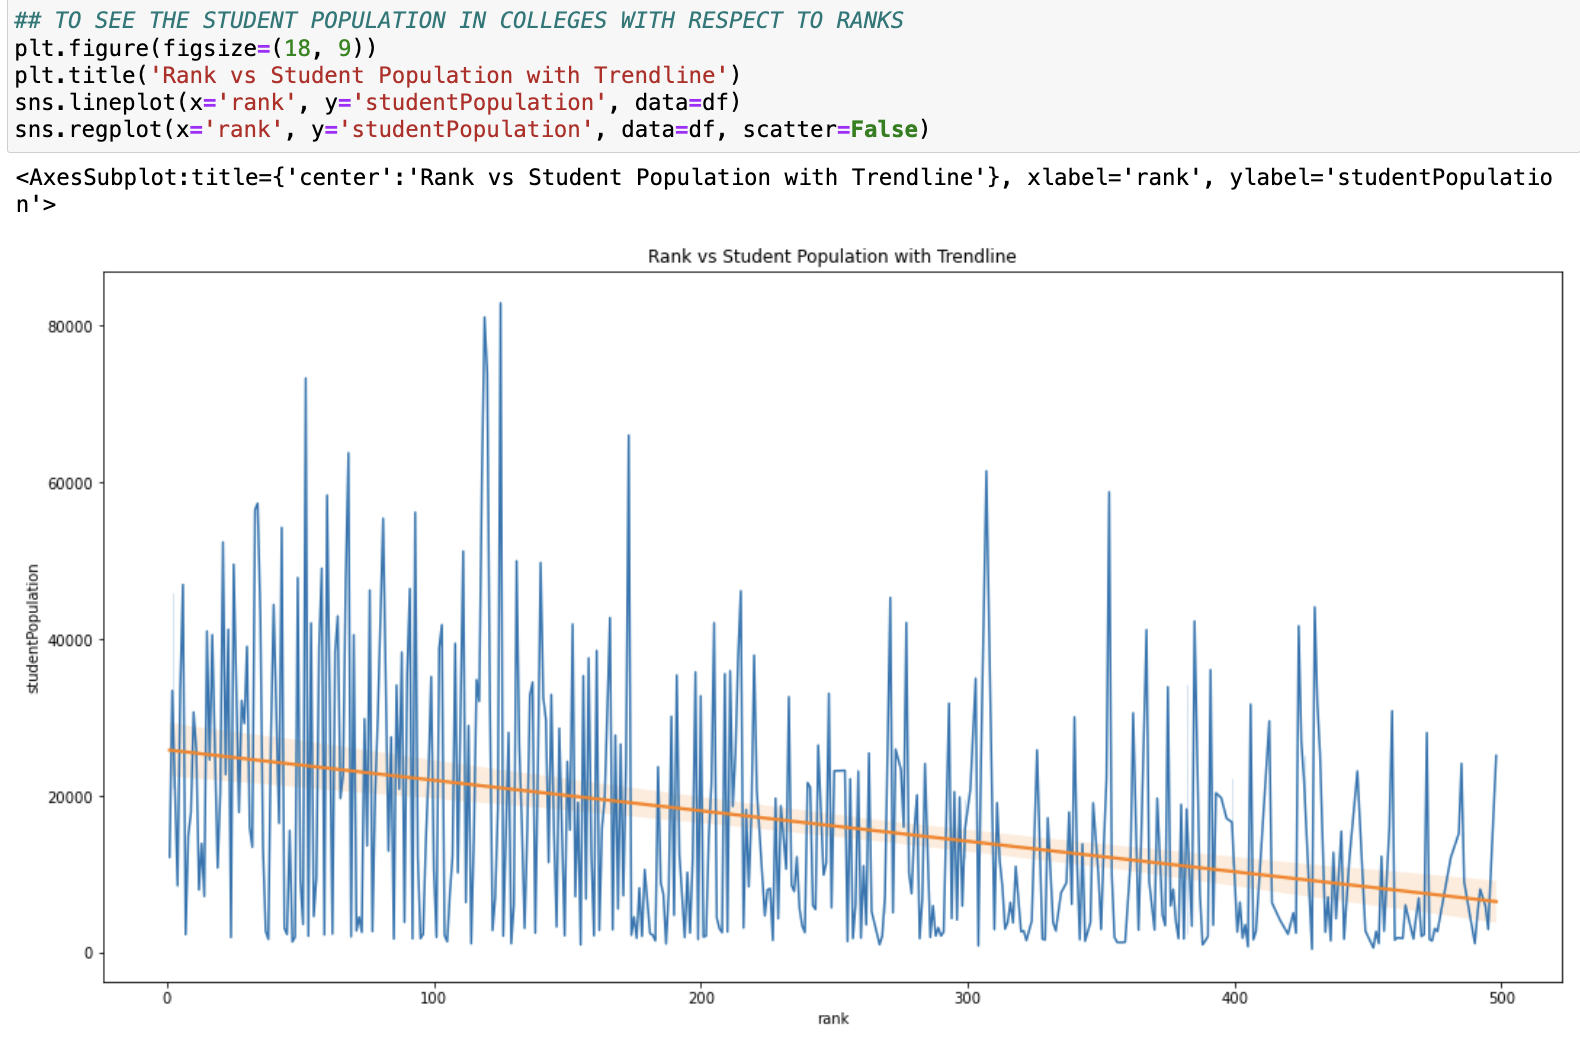 ## TO SEE THE STUDENT POPULATION IN COLLEGES WITH RESPECT TO RANKS
plt.figure(figsize=(18, 9))
plt.title('Rank vs Student Population with Trendline')
sns.lineplot(x='rank', y='studentPopulation', data=df)
sns.regplot(x='rank', y='studentPopulation', data=df, scatter=False)
<AxesSubplot:title={'center':'Rank vs Student Population with Trendline'}, xlabel='rank', ylabel='studentPopulatio
n'>
Rank vs Student Population with Trendline
80000
60000
40000
20000
0
studentPopulation
0 100 200 300 400 500
rank